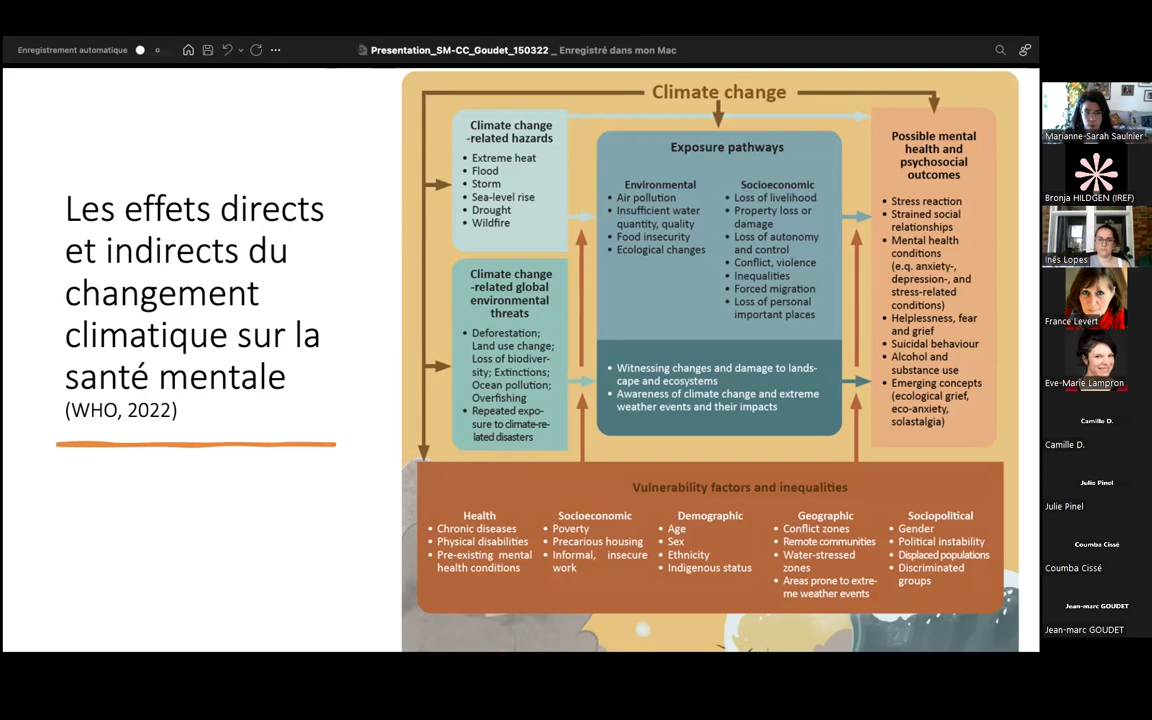 Enregistrement automatique
Presentation_SM-CC_Goudet_150322 _ Enregistré dans mon Mac
Les effets directs
et indirects du
changement
climatique sur la
santé mentale
(WHO, 2022)
Climate change
Climate change
-related hazards
• Extreme heat
• Flood
• Storm
• Sea-level rise
• Drought
• Wildfire
Climate change
-related global
environmental
threats
• Deforestation;
Land use change;
Loss of biodiver-
sity; Extinctions;
Ocean pollution;
Overfishing
• Repeated expo-
sure to climate-re-
lated disasters
Exposure pathways
Environmental
• Air pollution
• Insufficient water
quantity, quality
• Food insecurity
• Ecological changes
Socioeconomic
• Loss of livelihood
• Property loss or
damage
• Loss of autonomy
and control
• Conflict, violence
• Inequalities
• Forced migration
• Loss of personal
important places
• Witnessing changes and damage to lands-
cape and ecosystems
• Awareness of climate change and extreme
weather events and their impacts
Possible mental
health and
psychosocial
outcomes
• Stress reaction
• Strained social
relationships
• Mental health
conditions
(e.q. anxiety-,
depression-, and
stress-related
conditions)
• Helplessness, fear
and grief
• Suicidal behaviour
• Alcohol and
substance use
• Emerging concepts
(ecological grief,
eco-anxiety,
solastalgia)
Vulnerability factors and inequalities
Health
• Chronic diseases
• Physical disabilities
• Pre-existing mental
health conditions
Socioeconomic
• Poverty
• Precarious housing
• Informal, insecure
work
Demographic
• Age
• Sex
• Ethnicity
• Indigenous status
Geographic
• Conflict zones
• Remote communities
• Water-stressed
zones
• Areas prone to extre-
me weather events
Sociopolitical
• Gender
• Political instability
• Displaced populations
• Discriminated
groups
Marianne-Sarah Saulnier
Bronja HILDGEN (IREF)
Inés Lopes
France Levert
Eve-Marie Lampron
Camille D.
Camille D.
Julie Pinel
Julie Pinel
Coumba Cissé
Coumba Cissé
Jean-marc GOUDET
Jean-marc GOUDET